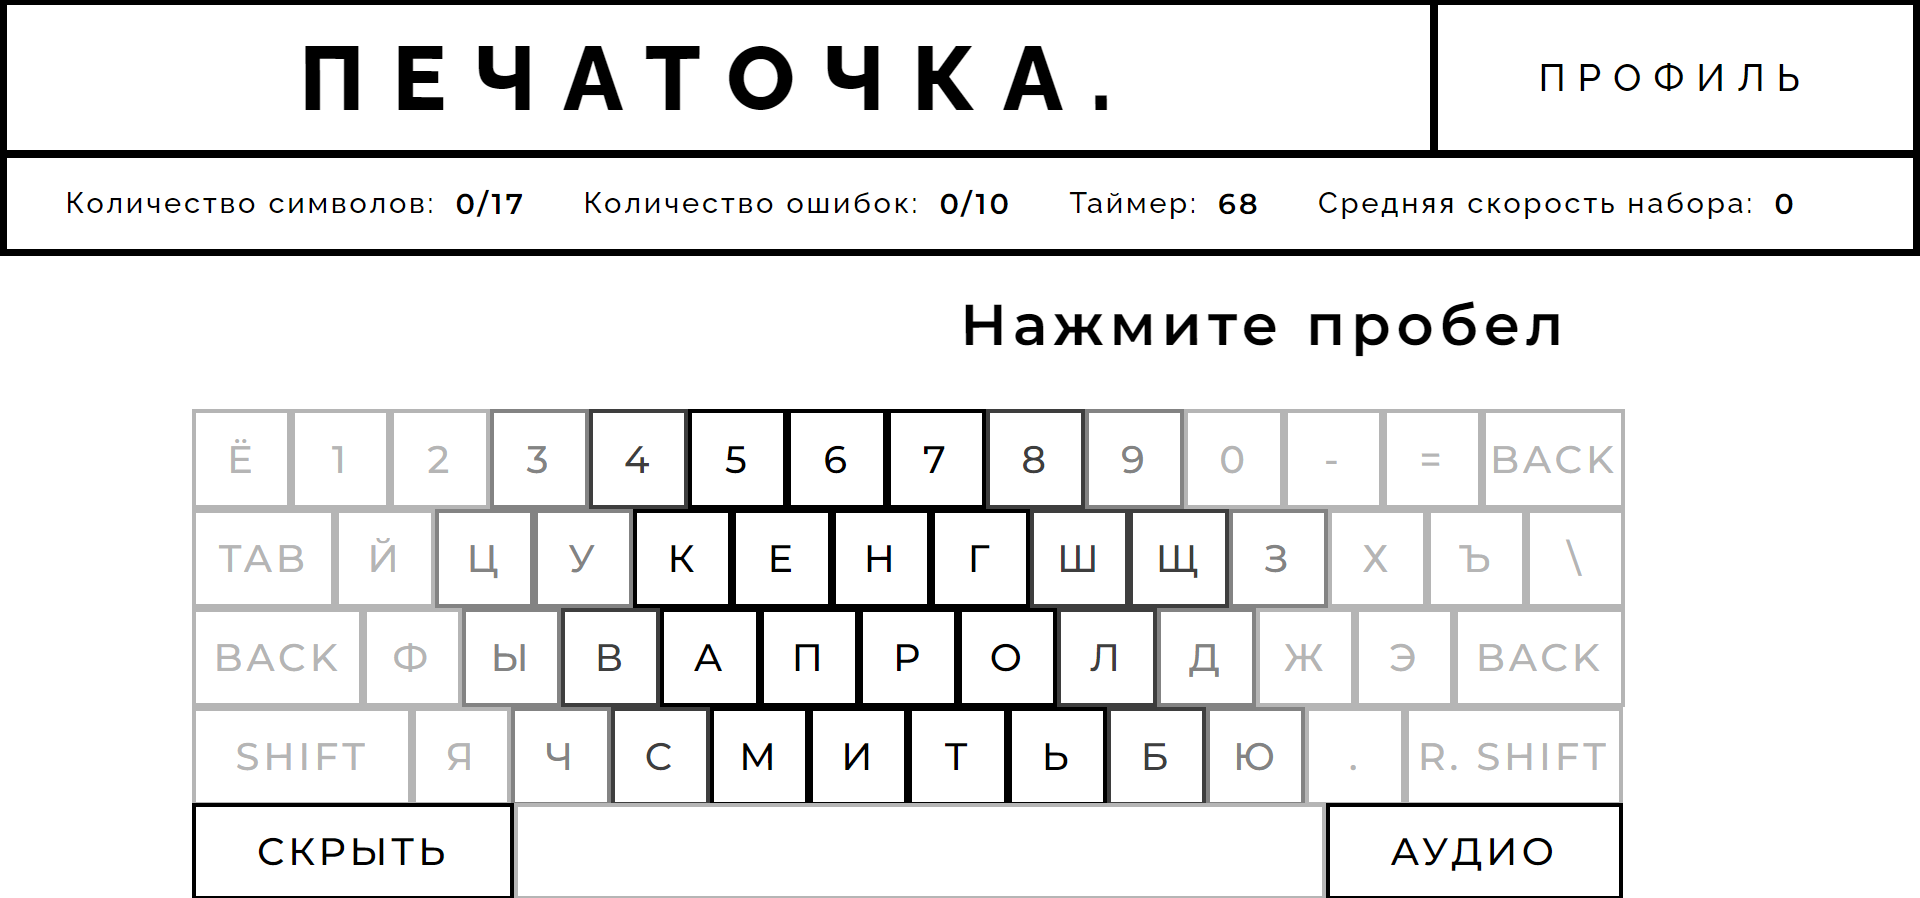 ПЕЧАТОЧКА.
ПРОФИЛЬ
Количество символов: 0/17 Количество ошибок: 0/10 Таймер: 68 Средняя скорость набора: 0
Нажмите пробел
Ё 1 2 3 4 5 6 7 8 9 0 - = BACK
TAB Й Ц У К Е Н Г Ш Щ З Х Ъ \
BACK Ф Ы В А П Р О Л Д Ж Э BACK
SHIFT Я Ч С М И Т Ь Б Ю . R. SHIFT
СКРЫТЬ АУДИО